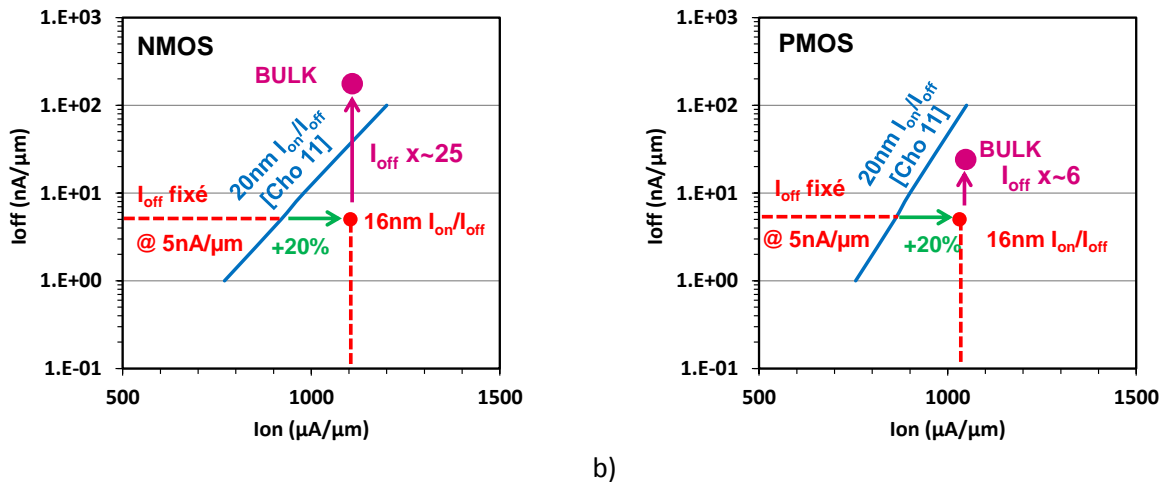 1.E+03
NMOS
BULK
1.E+02
20nm Ion/Ioff
[Cho 11]
Ioff x~25
1.E+01
Ioff fixé
@ 5nA/µm
+20%
16nm Ion/Ioff
1.E+00
1.E-01
500
1000
1500
Ioff (nA/µm)
Ion (µA/µm)
1.E+03
PMOS
1.E+02
20nm Ion/Ioff
[Cho 11]
BULK
Ioff x~6
1.E+01
Ioff fixé
@ 5nA/µm
+20%
16nm Ion/Ioff
1.E+00
1.E-01
500
1000
1500
Ioff (nA/µm)
Ion (µA/µm)
b)